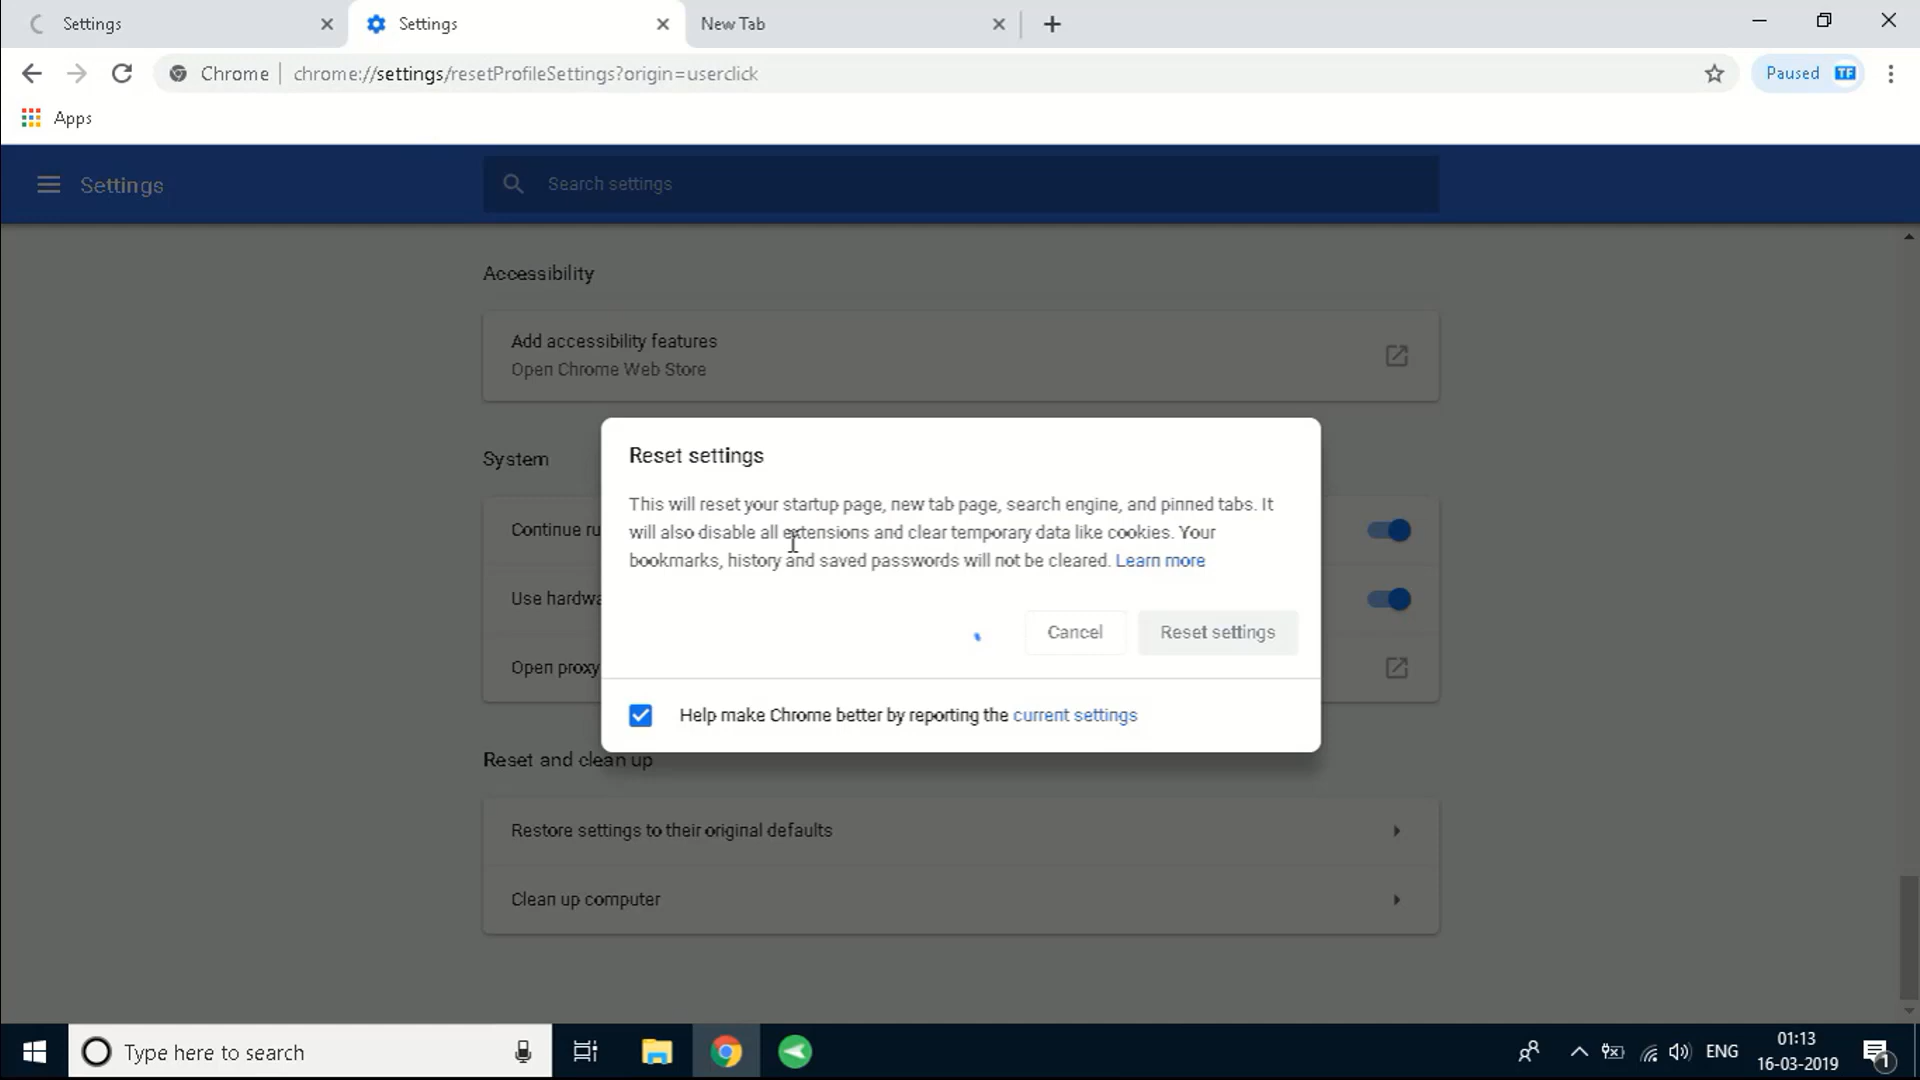 Settings
Settings
New Tab
Chrome
chrome://settings/resetProfileSettings?origin=userclick
Paused
TF
Apps
Settings
Search settings
Accessibility
Add accessibility features
Open Chrome Web Store
System
Continue ru
Use hardwa
Open proxy
Reset settings
This will reset your startup page, new tab page, search engine, and pinned tabs. It
will also disable all extensions and clear temporary data like cookies. Your
bookmarks, history and saved passwords will not be cleared. Learn more
Cancel
Reset settings
Help make Chrome better by reporting the current settings
Reset and clean up
Restore settings to their original defaults
Clean up computer
Type here to search
ENG
01:13
16-03-2019
1